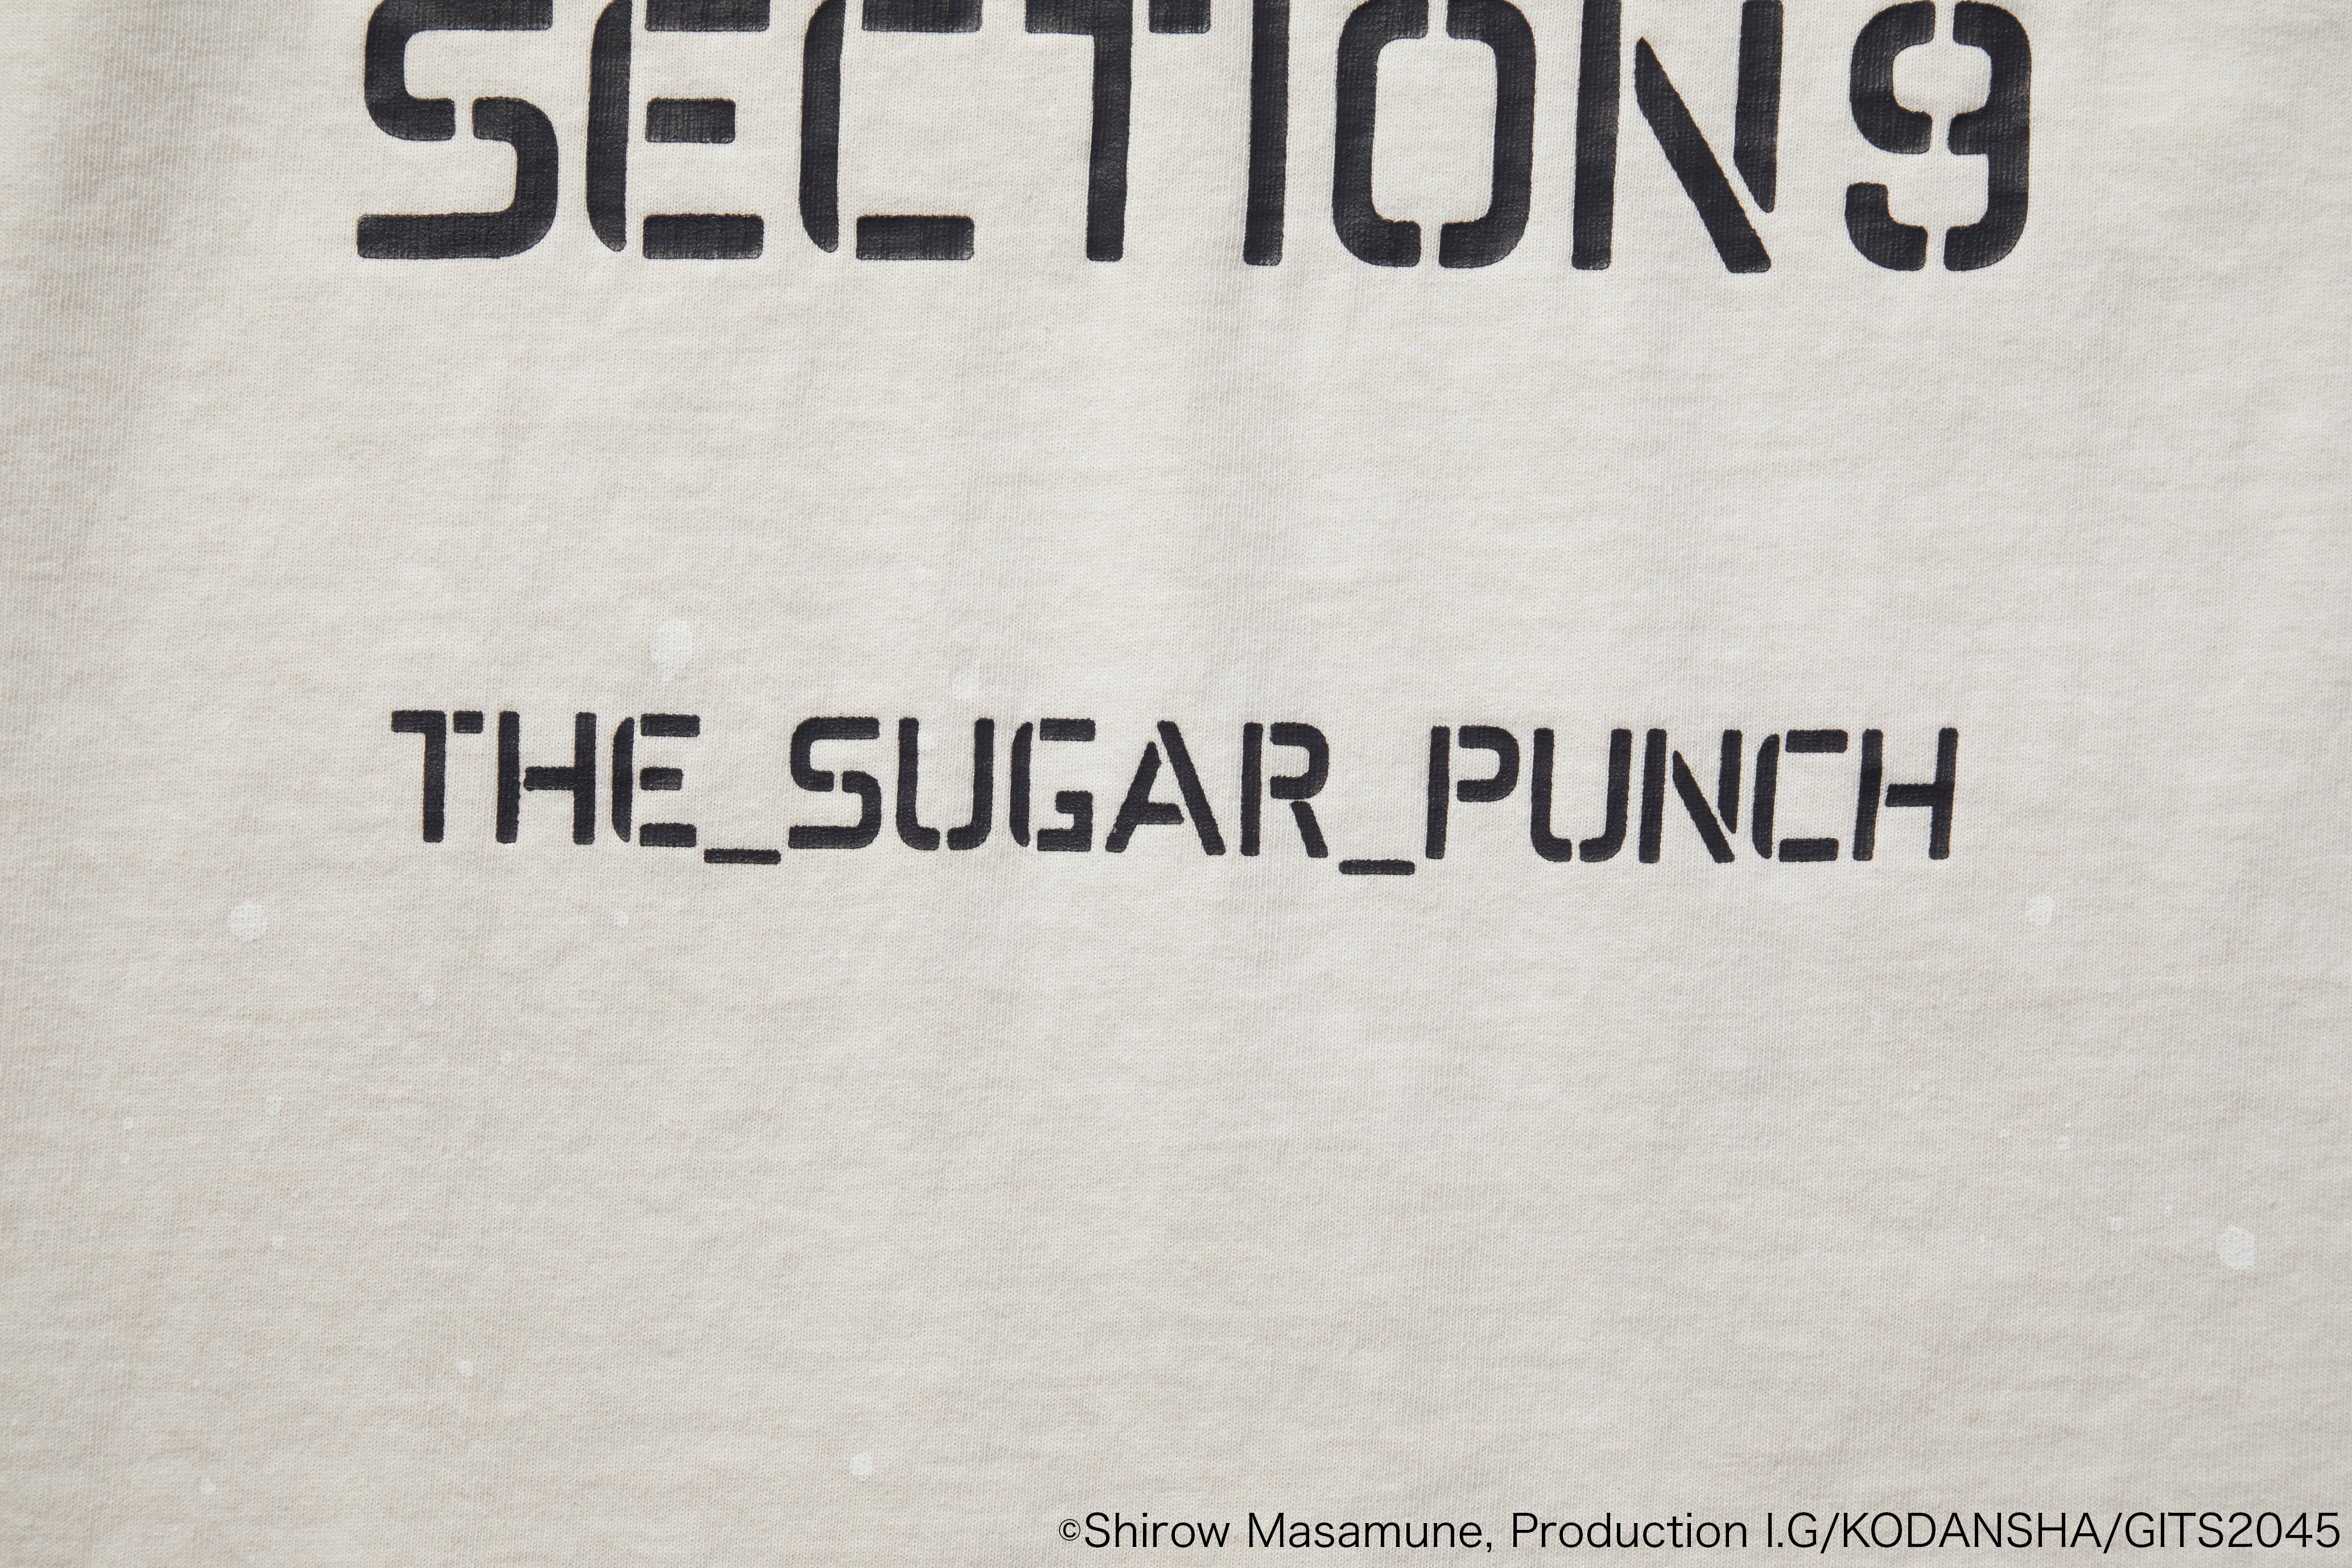 SECTION 9
THE_SUGAR_PUNCH
©Shirow Masamune, Production I.G/KODANSHA/GITS2045